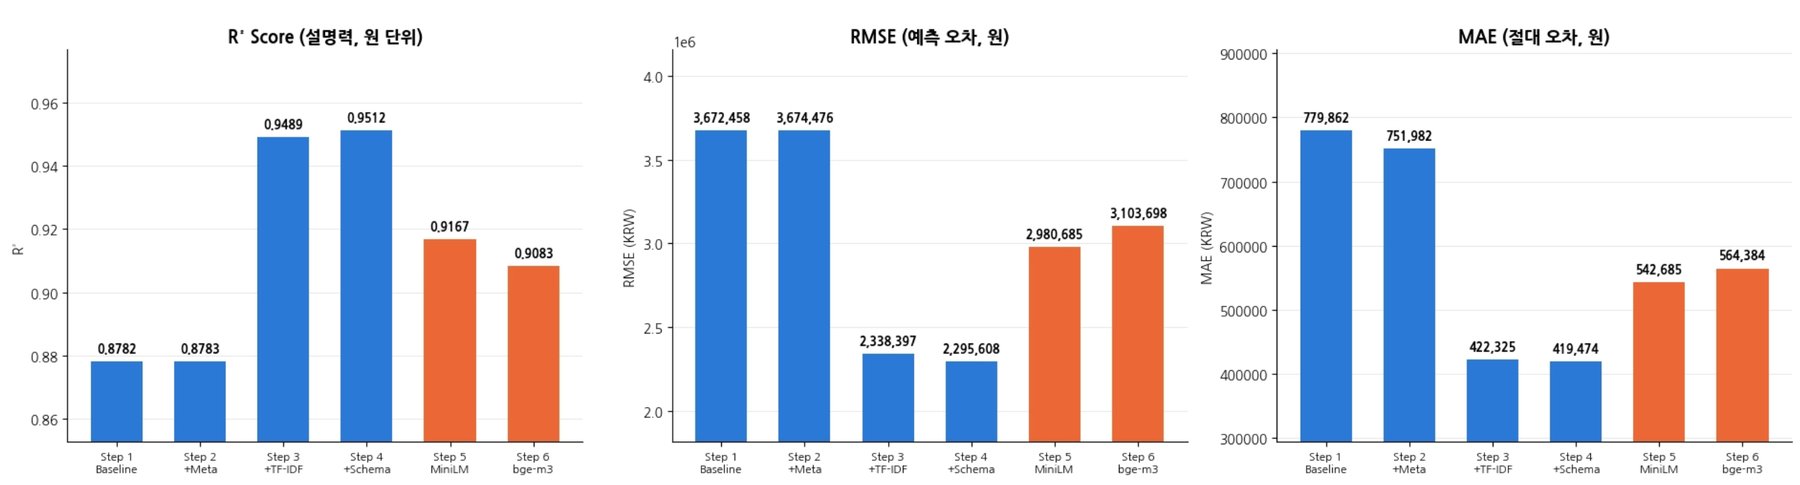 R² Score (설명력, 원 단위)
R²
0.96
0.94
0.92
0.90
0.88
0.86
0.8782
0.8783
0.9489
0.9512
0.9167
0.9083
Step 1
Baseline
Step 2
+Meta
Step 3
+TF-IDF
Step 4
+Schema
Step 5
MiniLM
Step 6
bge-m3
RMSE (예측 오차, 원)
1e6
RMSE (KRW)
4.0
3.5
3.0
2.5
2.0
3,672,458
3,674,476
2,338,397
2,295,608
2,980,685
3,103,698
Step 1
Baseline
Step 2
+Meta
Step 3
+TF-IDF
Step 4
+Schema
Step 5
MiniLM
Step 6
bge-m3
MAE (절대 오차, 원)
MAE (KRW)
900000
800000
700000
600000
500000
400000
300000
779,862
751,982
422,325
419,474
542,685
564,384
Step 1
Baseline
Step 2
+Meta
Step 3
+TF-IDF
Step 4
+Schema
Step 5
MiniLM
Step 6
bge-m3